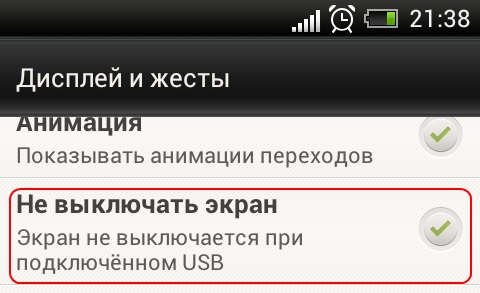 21:38
Дисплей и жесты
Анимация
Показывать анимации переходов
Не выключать экран
Экран не выключается при
подключённом USB